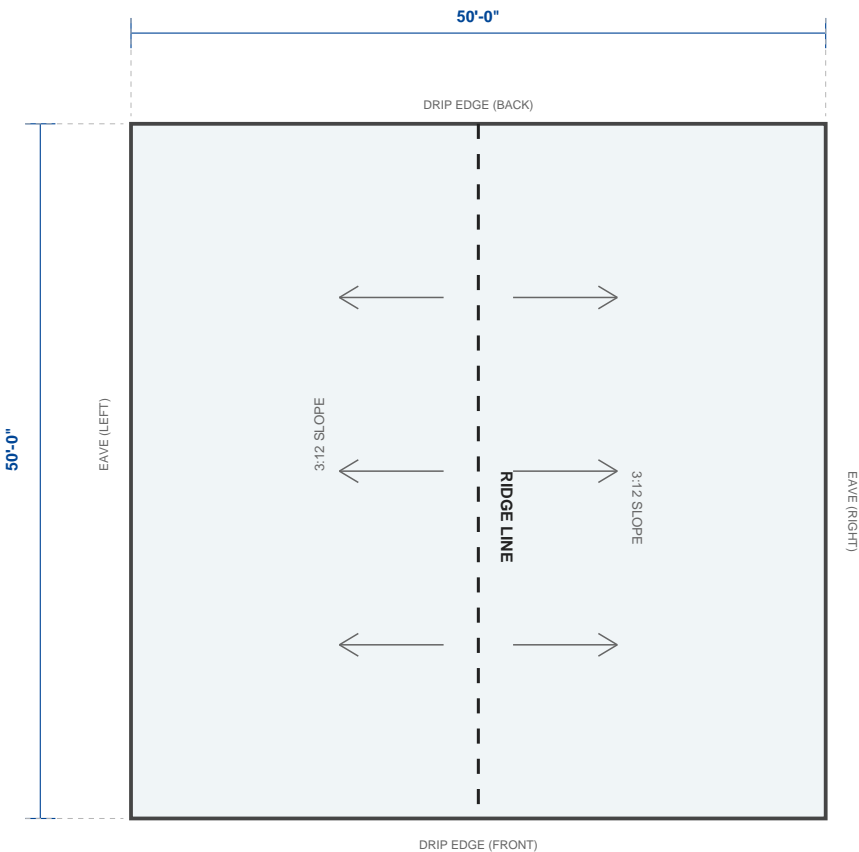 50'-0"
DRIP EDGE (BACK)
50'-0"
EAVE (LEFT)
3:12 SLOPE
RIDGE LINE
3:12 SLOPE
EAVE (RIGHT)
DRIP EDGE (FRONT)